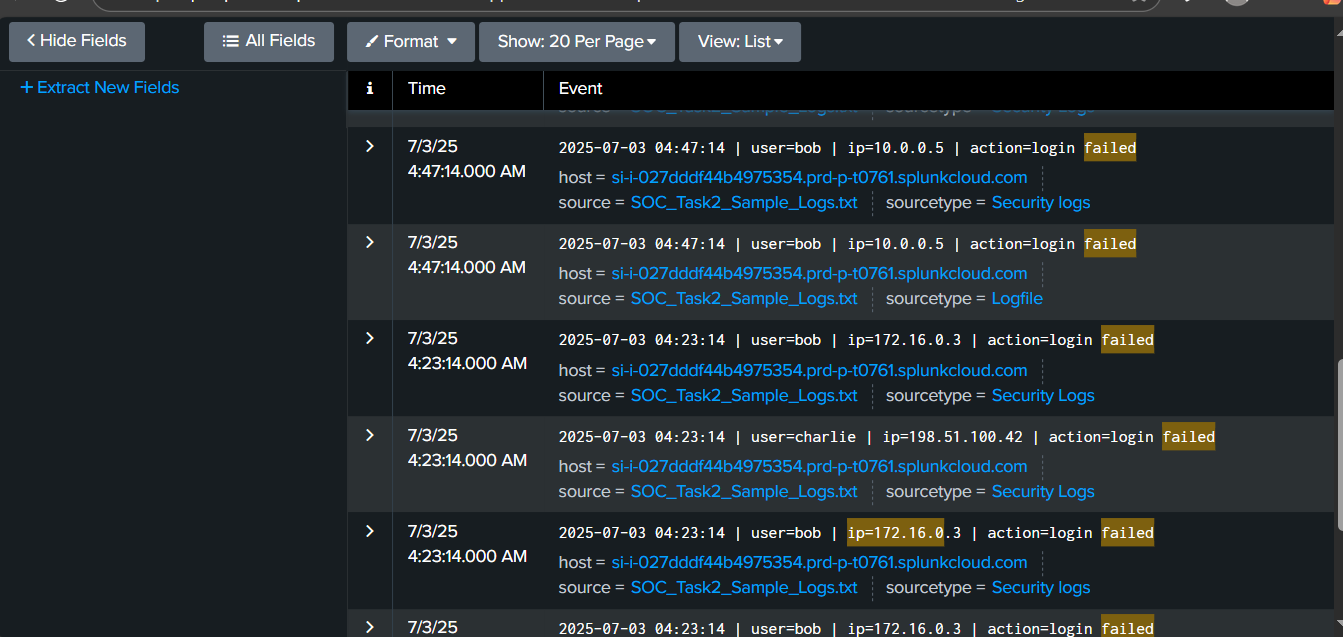 Hide Fields
All Fields
Format
Show: 20 Per Page
View: List
+ Extract New Fields
i Time Event
7/3/25 2025-07-03 04:47:14 | user=bob | ip=10.0.0.5 | action=login failed
4:47:14.000 AM host = si-i-027dddf44b4975354.prd-p-t0761.splunkcloud.com
source = SOC_Task2_Sample_Logs.txt sourcetype = Security logs
7/3/25 2025-07-03 04:47:14 | user=bob | ip=10.0.0.5 | action=login failed
4:47:14.000 AM host = si-i-027dddf44b4975354.prd-p-t0761.splunkcloud.com
source = SOC_Task2_Sample_Logs.txt sourcetype = Logfile
7/3/25 2025-07-03 04:23:14 | user=bob | ip=172.16.0.3 | action=login failed
4:23:14.000 AM host = si-i-027dddf44b4975354.prd-p-t0761.splunkcloud.com
source = SOC_Task2_Sample_Logs.txt sourcetype = Security Logs
7/3/25 2025-07-03 04:23:14 | user=charlie | ip=198.51.100.42 | action=login failed
4:23:14.000 AM host = si-i-027dddf44b4975354.prd-p-t0761.splunkcloud.com
source = SOC_Task2_Sample_Logs.txt sourcetype = Security Logs
7/3/25 2025-07-03 04:23:14 | user=bob | ip=172.16.0.3 | action=login failed
4:23:14.000 AM host = si-i-027dddf44b4975354.prd-p-t0761.splunkcloud.com
source = SOC_Task2_Sample_Logs.txt sourcetype = Security logs
7/3/25 2025-07-03 04:23:14 | user=bob | ip=172.16.0.3 | action=login failed